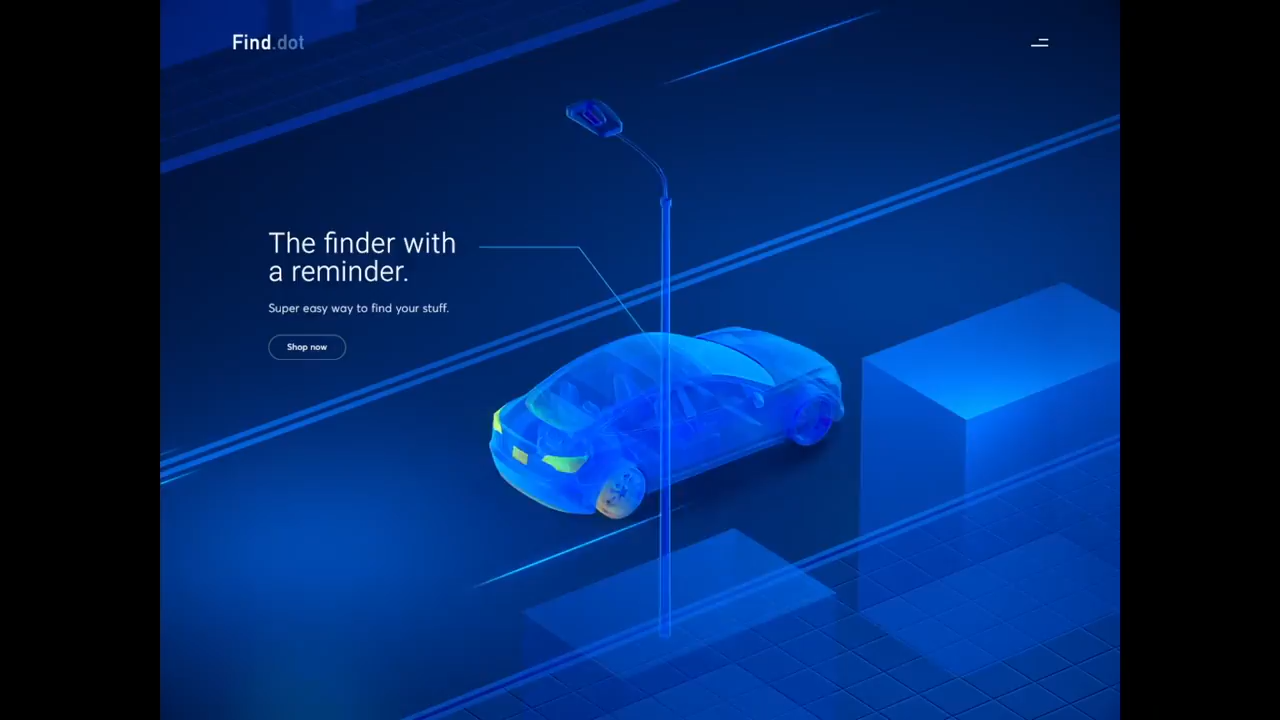 Find.dot
The finder with
a reminder.
Super easy way to find your stuff.
Shop now